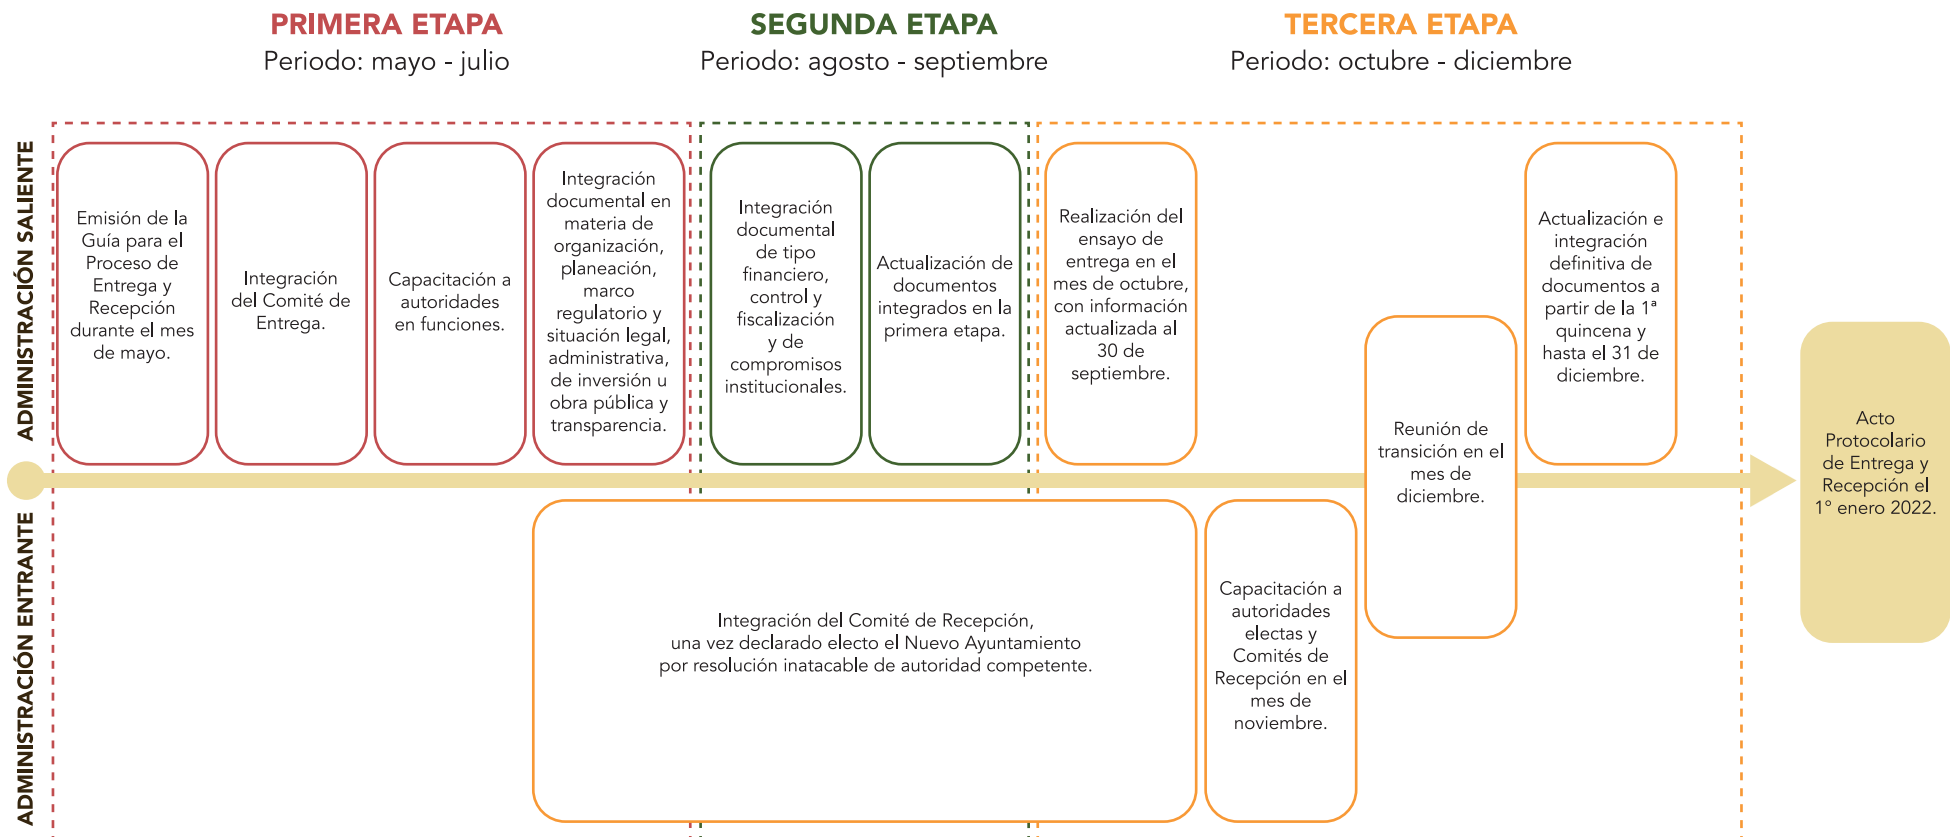 PRIMERA ETAPA
Periodo: mayo - julio
SEGUNDA ETAPA
Periodo: agosto - septiembre
TERCERA ETAPA
Periodo: octubre - diciembre
ADMINISTRACIÓN SALIENTE
Emisión de la
Guía para el
Proceso de
Entrega y
Recepción
durante el mes
de mayo.
Integración
del Comité de
Entrega.
Capacitación a
autoridades
en funciones.
Integración
documental en
materia de
organización,
planeación,
marco
regulatorio y
situación legal,
administrativa,
de inversión u
obra pública y
transparencia.
Integración
documental
de tipo
financiero,
control y
fiscalización
y de
compromisos
institucionales.
Actualización de
documentos
integrados en la
primera etapa.
Realización del
ensayo de
entrega en el
mes de octubre,
con información
actualizada al
30 de
septiembre.
Reunión de
transición en el
mes de
diciembre.
Actualización e
integración
definitiva de
documentos a
partir de la 1ª
quincena y
hasta el 31 de
diciembre.
Acto
Protocolario
de Entrega y
Recepción el
1° enero 2022.
ADMINISTRACIÓN ENTRANTE
Integración del Comité de Recepción,
una vez declarado electo el Nuevo Ayuntamiento
por resolución inatacable de autoridad competente.
Capacitación a
autoridades
electas y
Comités de
Recepción en el
mes de
noviembre.